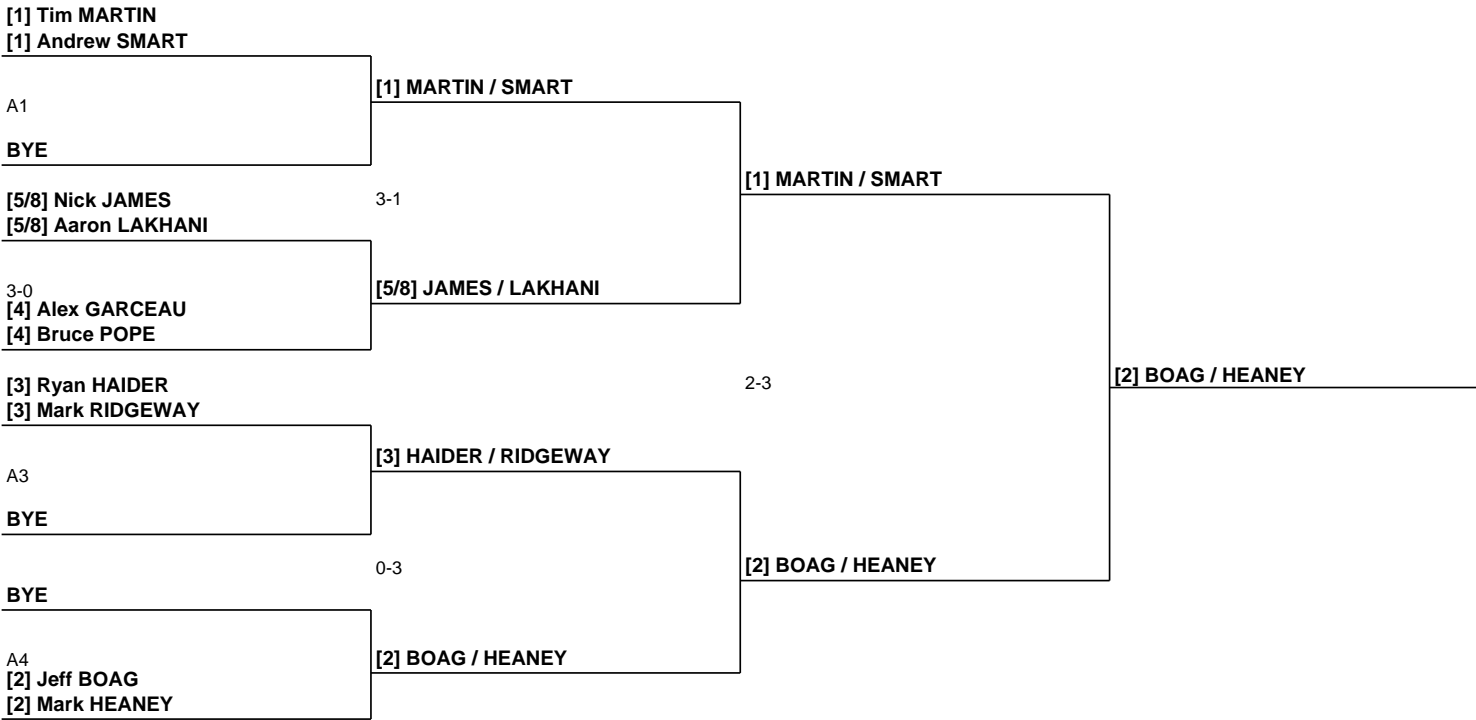 [1] Tim MARTIN
[1] Andrew SMART
[1] MARTIN / SMART
A1
BYE
[1] MARTIN / SMART
[5/8] Nick JAMES
3-1
[5/8] Aaron LAKHANI
[5/8] JAMES / LAKHANI
3-0
[4] Alex GARCEAU
[4] Bruce POPE
[2] BOAG / HEANEY
[3] Ryan HAIDER
2-3
[3] Mark RIDGEWAY
[3] HAIDER / RIDGEWAY
A3
BYE
[2] BOAG / HEANEY
0-3
BYE
[2] BOAG / HEANEY
A4
[2] Jeff BOAG
[2] Mark HEANEY